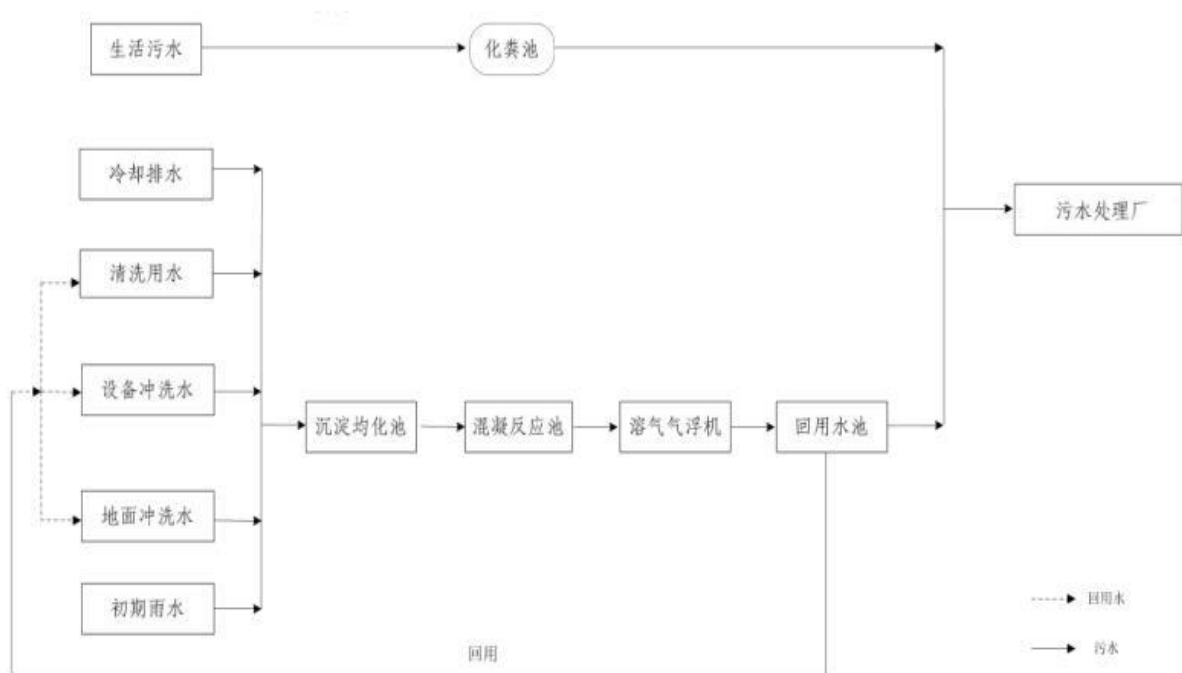 生活污水
化粪池
冷却排水
污水处理厂
清洗用水
设备冲洗水
沉淀均化池
混凝反应池
溶气气浮机
回用水池
地面冲洗水
初期雨水
回用水
回用
污水